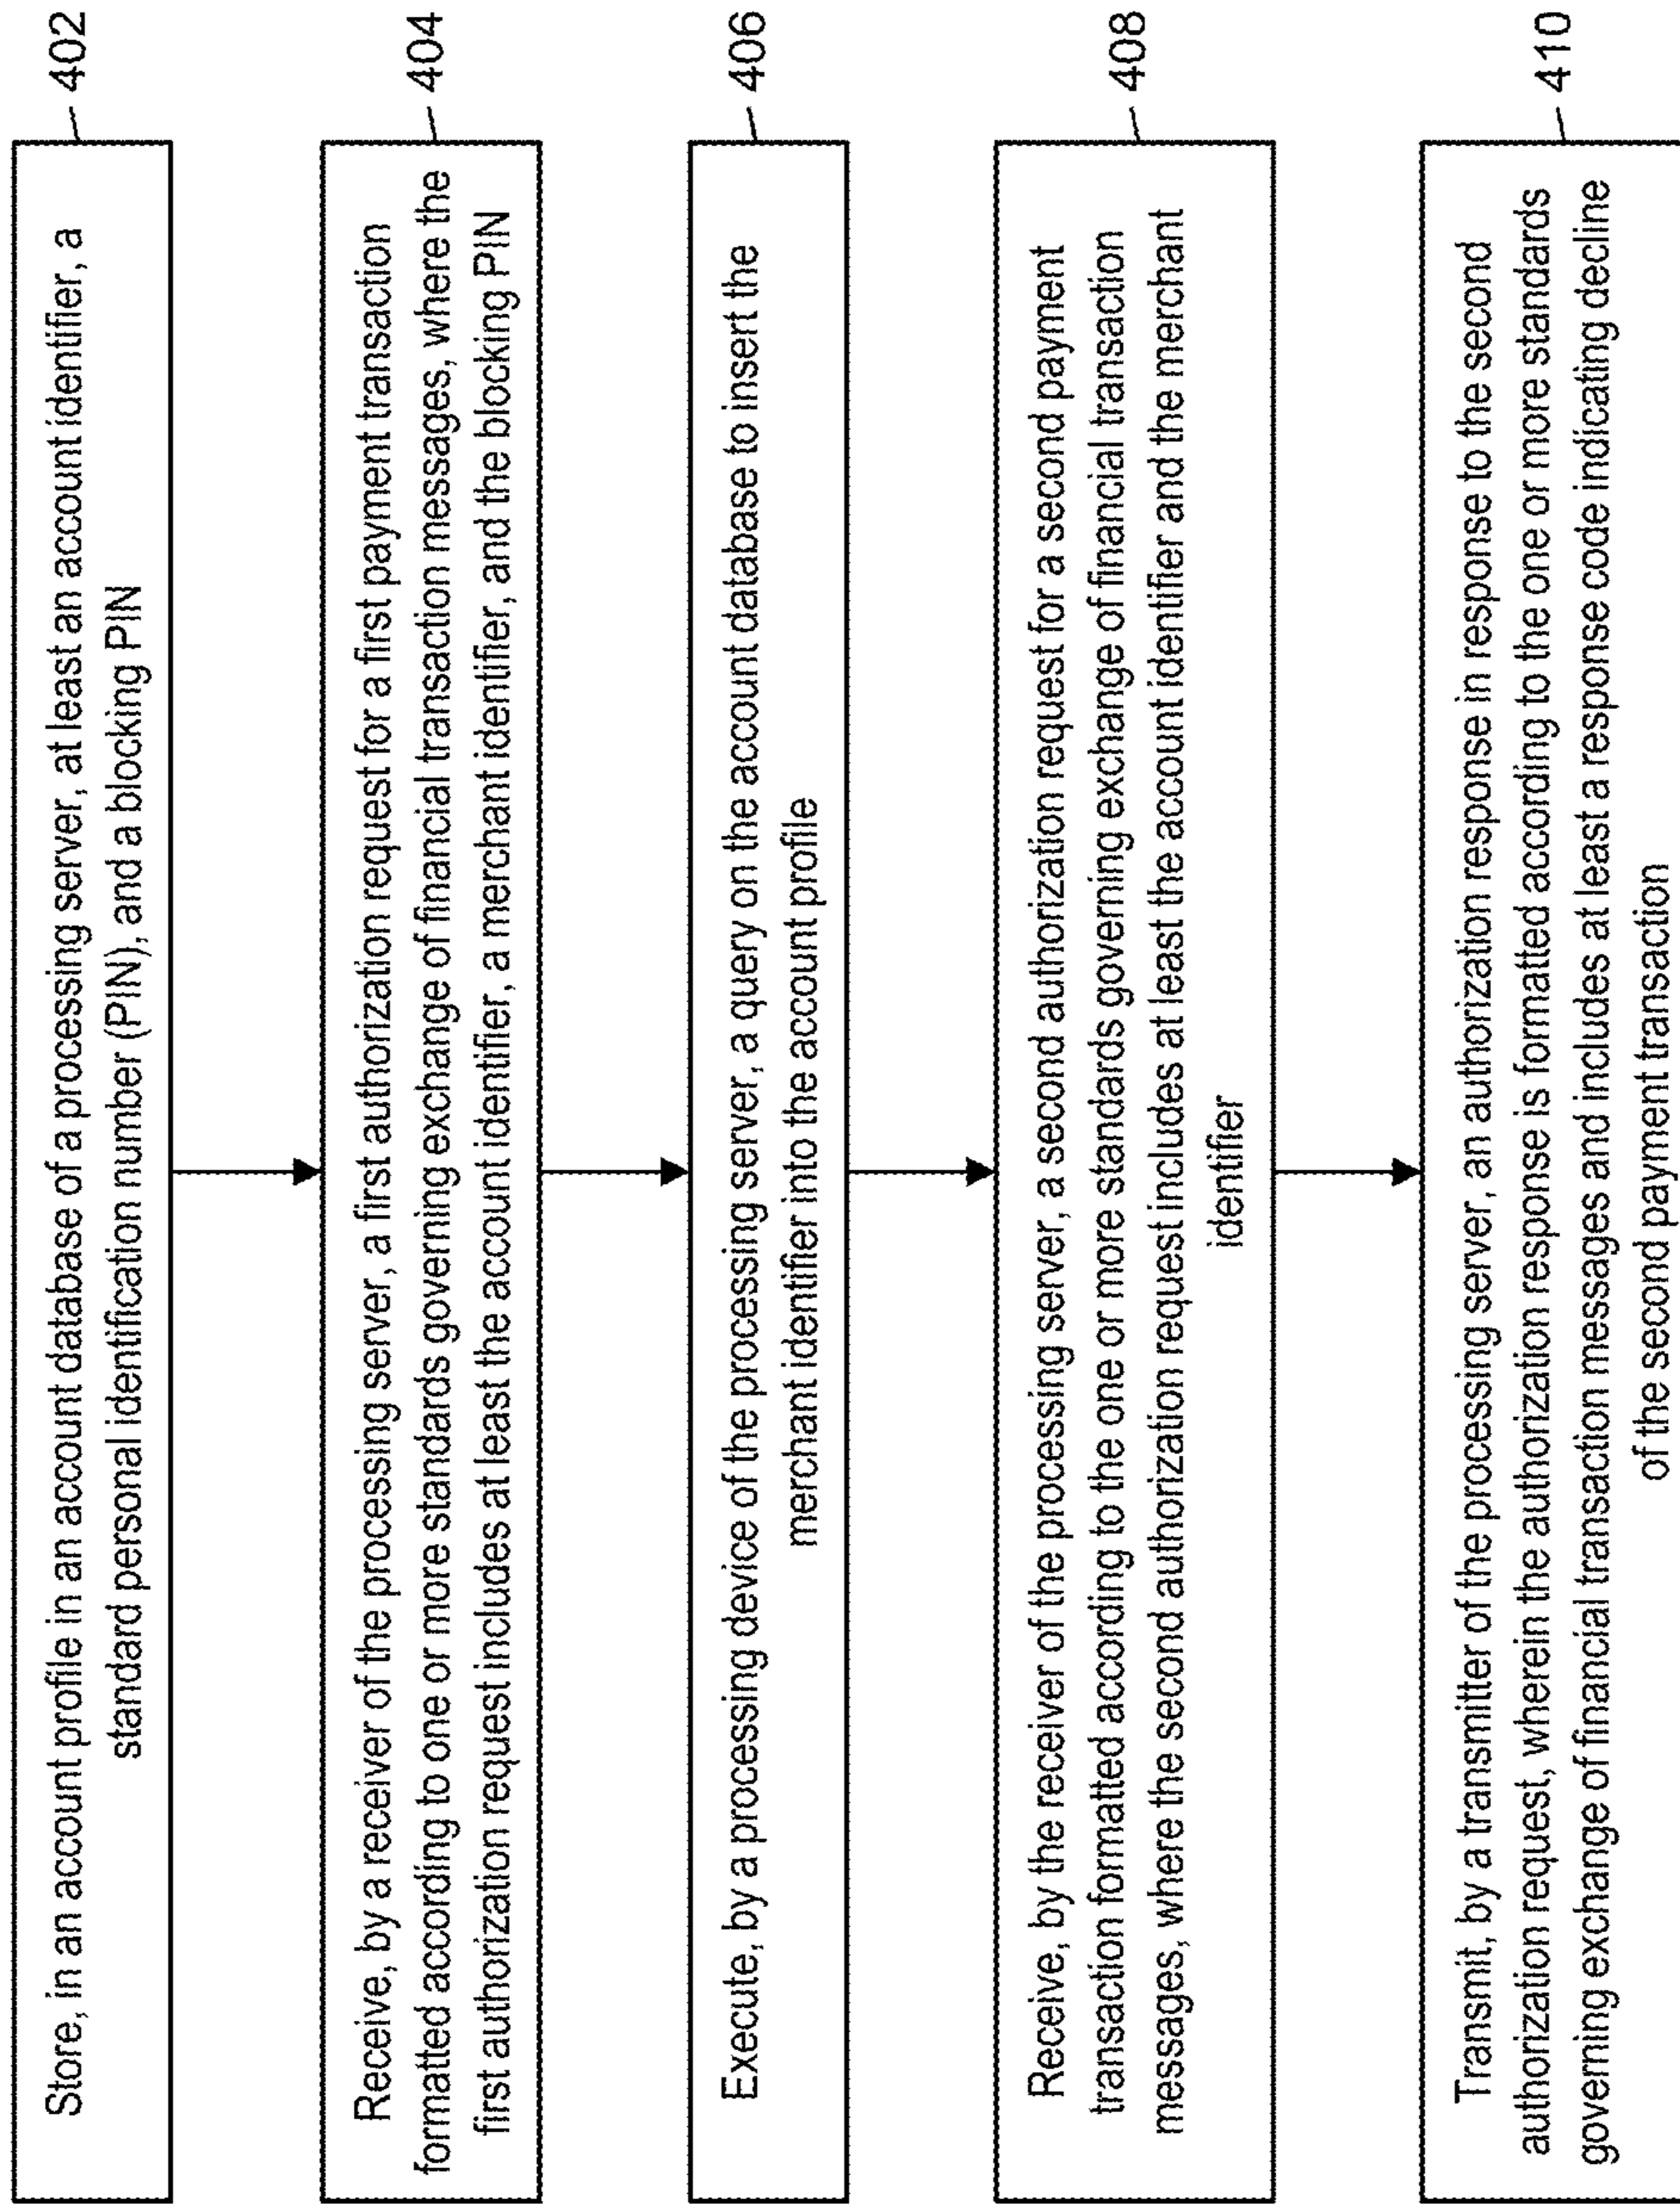 Store, in an account profile in an account database of a processing server, at least an account identifier, a
standard personal identification number (PIN), and a blocking PIN
402
Receive, by a receiver of the processing server, a first authorization request for a first payment transaction
formatted according to one or more standards governing exchange of financial transaction messages, where the
first authorization request includes at least the account identifier, a merchant identifier, and the blocking PIN
404
Execute, by a processing device of the processing server, a query on the account database to insert the
merchant identifier into the account profile
406
Receive, by the receiver of the processing server, a second authorization request for a second payment
transaction formatted according to the one or more standards governing exchange of financial transaction
messages, where the second authorization request includes at least the account identifier and the merchant
identifier
408
Transmit, by a transmitter of the processing server, an authorization response in response to the second
authorization request, wherein the authorization response is formatted according to the one or more standards
governing exchange of financial transaction messages and includes at least a response code indicating decline
of the second payment transaction
410